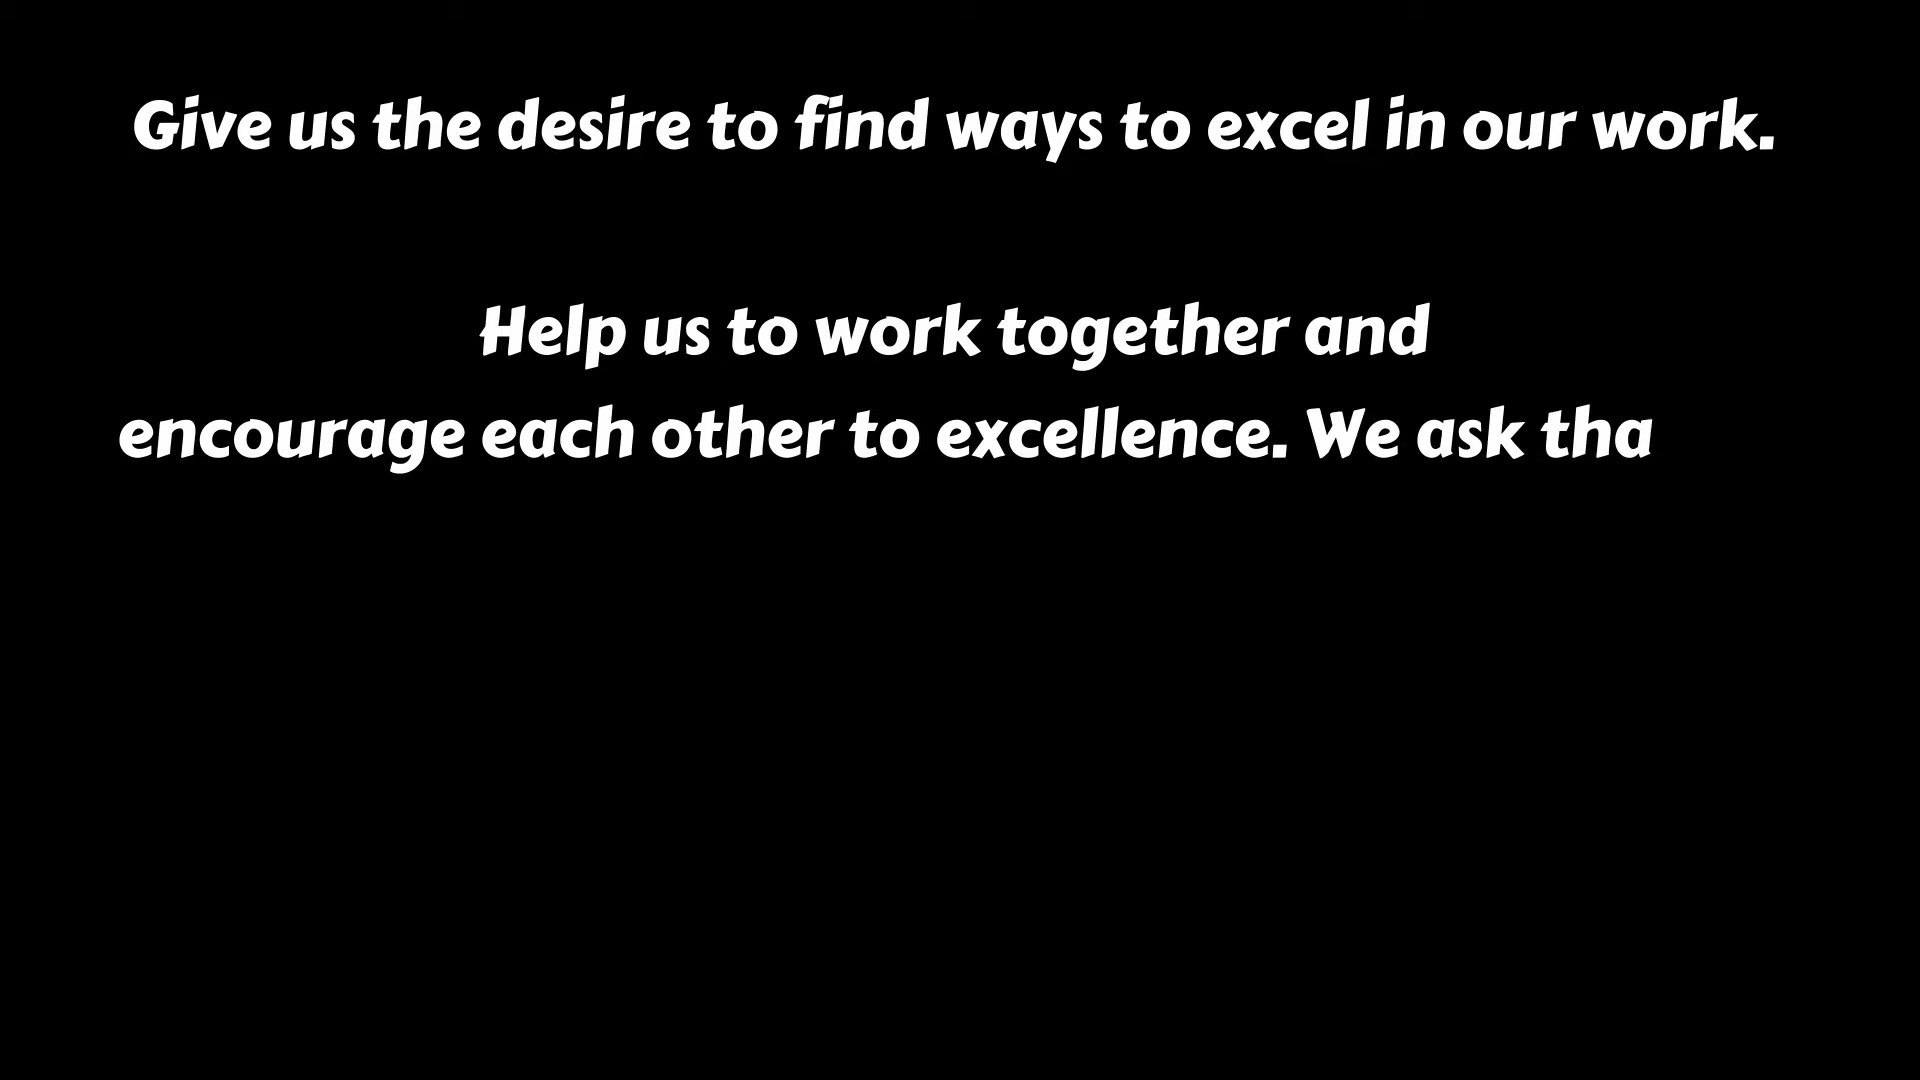 Give us the desire to find ways to excel in our work.
Help us to work together and
encourage each other to excellence. We ask tha